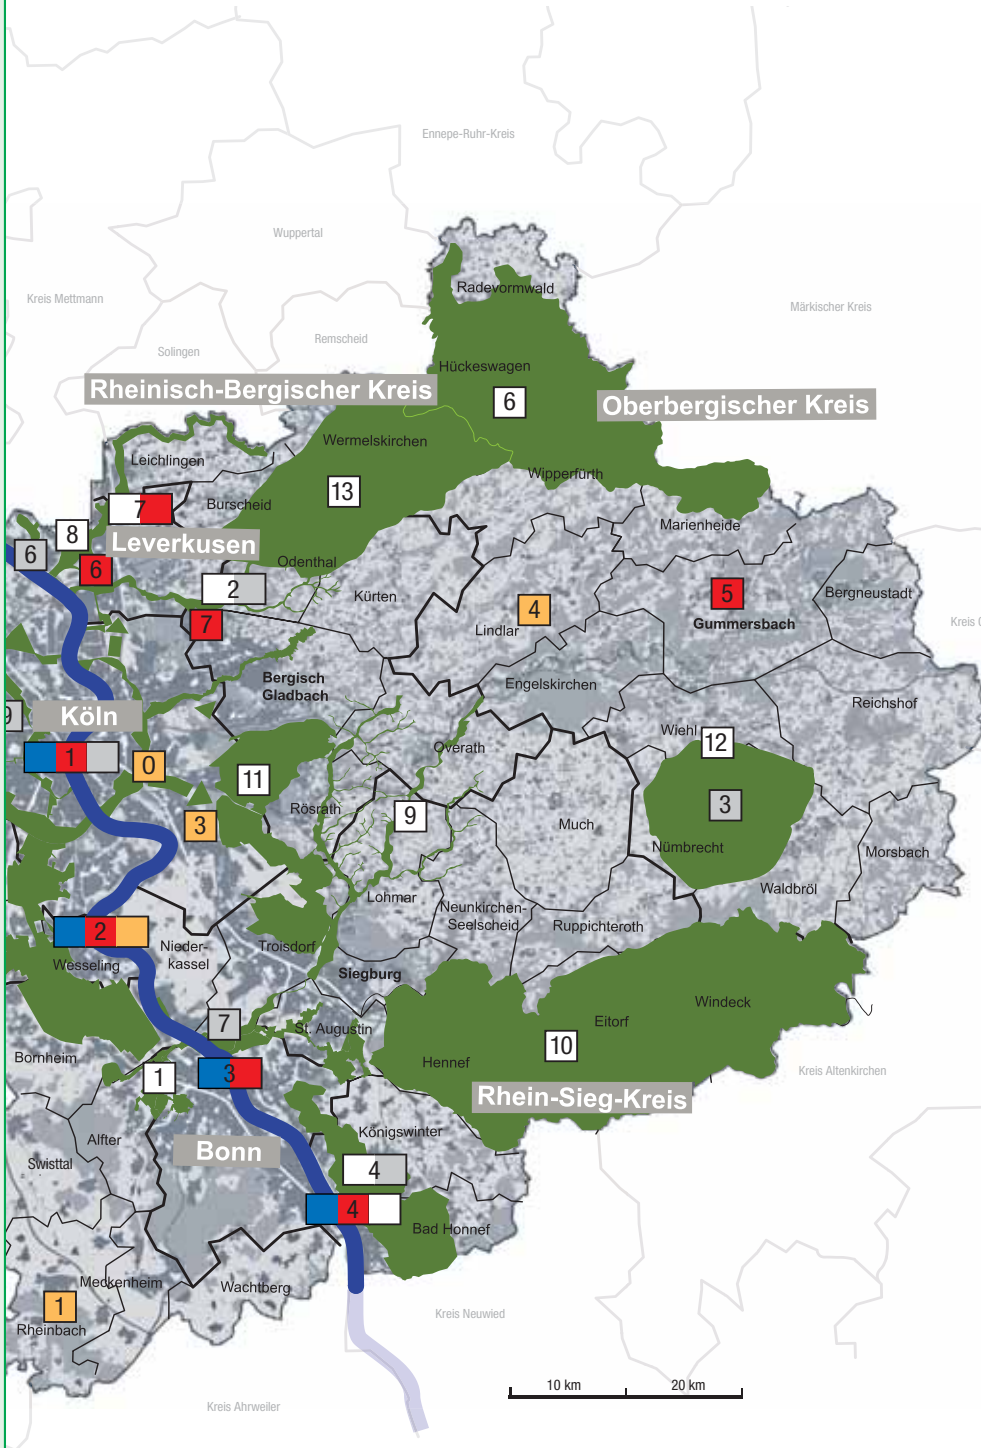 Ennepe-Ruhr-Kreis
Wuppertal
Kreis Mettmann
Radevormwald
Märkischer Kreis
Remscheid
Solingen
Hückeswagen
Rheinisch-Bergischer Kreis
6
Oberbergischer Kreis
Wermelskirchen
Leichlingen
Wipperfürth
13
Burscheid
7
Marienheide
8
Leverkusen
6
6
Odenthal
2
Kürten
5
Bergneustadt
4
7
Lindlar
Gummersbach
Kreis
Bergisch
Gladbach
Engelskirchen
Reichshof
9
Köln
Wiehl
12
Overath
1
0
11
3
Rösrath
9
3
Much
Nümbrecht
Morsbach
Waldbröl
Lohmar
Neunkirchen-
Seelscheid
Ruppichteroth
2
Nieder-
kassel
Troisdorf
Wesseling
Siegburg
Windeck
7
St. Augustin
Eitorf
10
Bornheim
Hennef
1
3
Kreis Altenkirchen
Rhein-Sieg-Kreis
Königswinter
Alfter
Bonn
Swisttal
4
4
Bad Honnef
Meckenheim
Wachtberg
1
Rheinbach
Kreis Neuwied
10 km
20 km
Kreis Ahrweiler